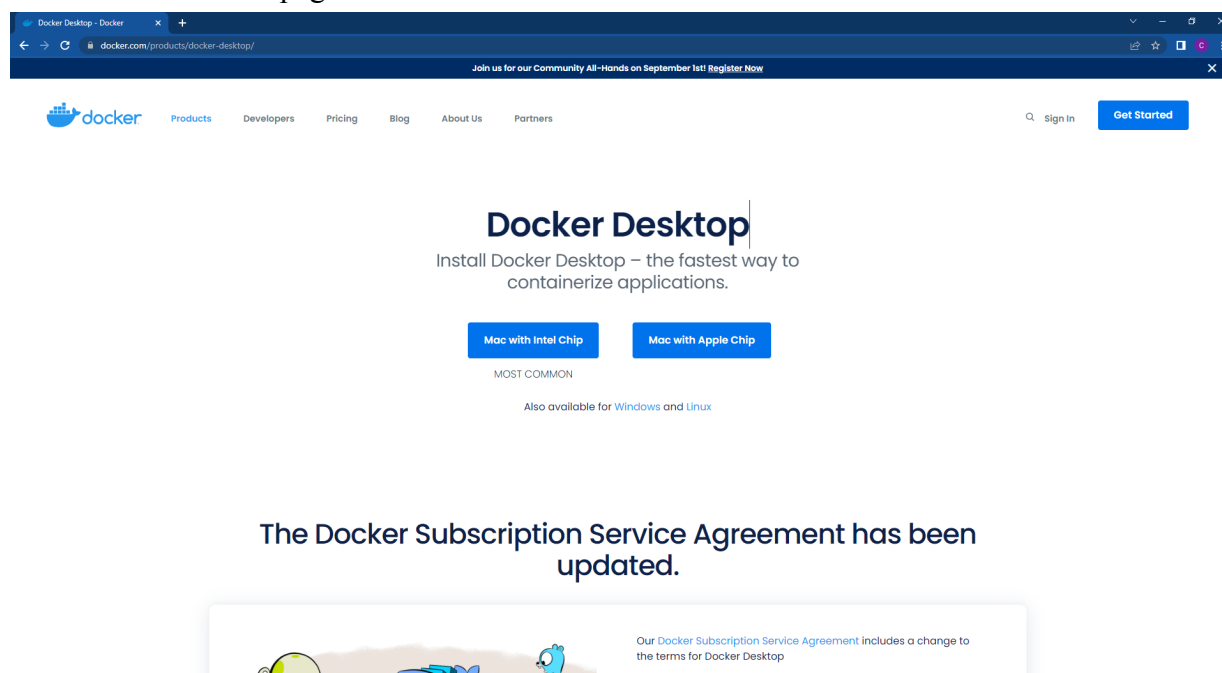 Docker Desktop - Docker
docker.com/products/docker-desktop/
C
Join us for our Community All-Hands on September 1st! Register Now
docker
Products Developers Pricing Blog About Us Partners
Sign In Get Started
Docker Desktop
Install Docker Desktop – the fastest way to
containerize applications.
Mac with Intel Chip Mac with Apple Chip
MOST COMMON
Also available for Windows and Linux
The Docker Subscription Service Agreement has been
updated.
Our Docker Subscription Service Agreement includes a change to
the terms for Docker Desktop